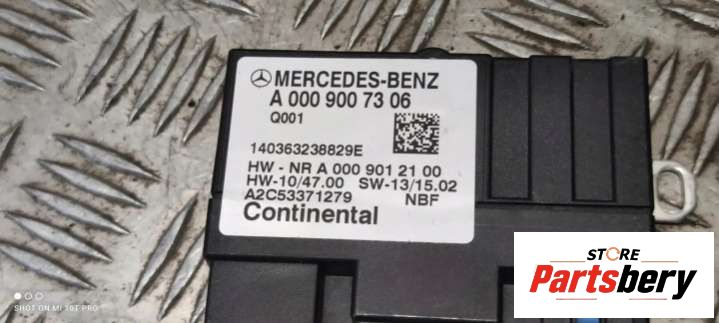 MERCEDES-BENZ
A 000 900 73 06
Q001
140363238829E
HW - NR A 000 901 21 00
HW-10/47.00 SW-13/15.02
A2C53371279 NBF
Continental
STORE
Partsbery
SHOT ON MI 10T PRO